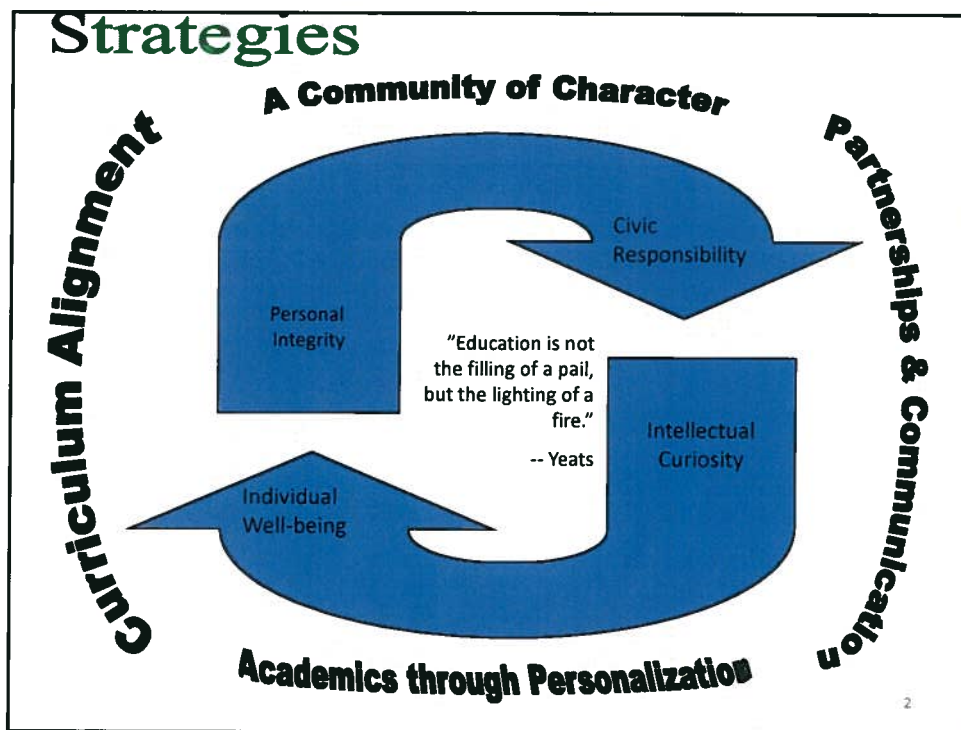 Strategies
A Community of Character
Curriculum Alignment
Partnerships & Communication
Civic
Responsibility
Personal
Integrity
"Education is not
the filling of a pail,
but the lighting of a
fire."
-- Yeats
Intellectual
Curiosity
Individual
Well-being
Academics through Personalization
2